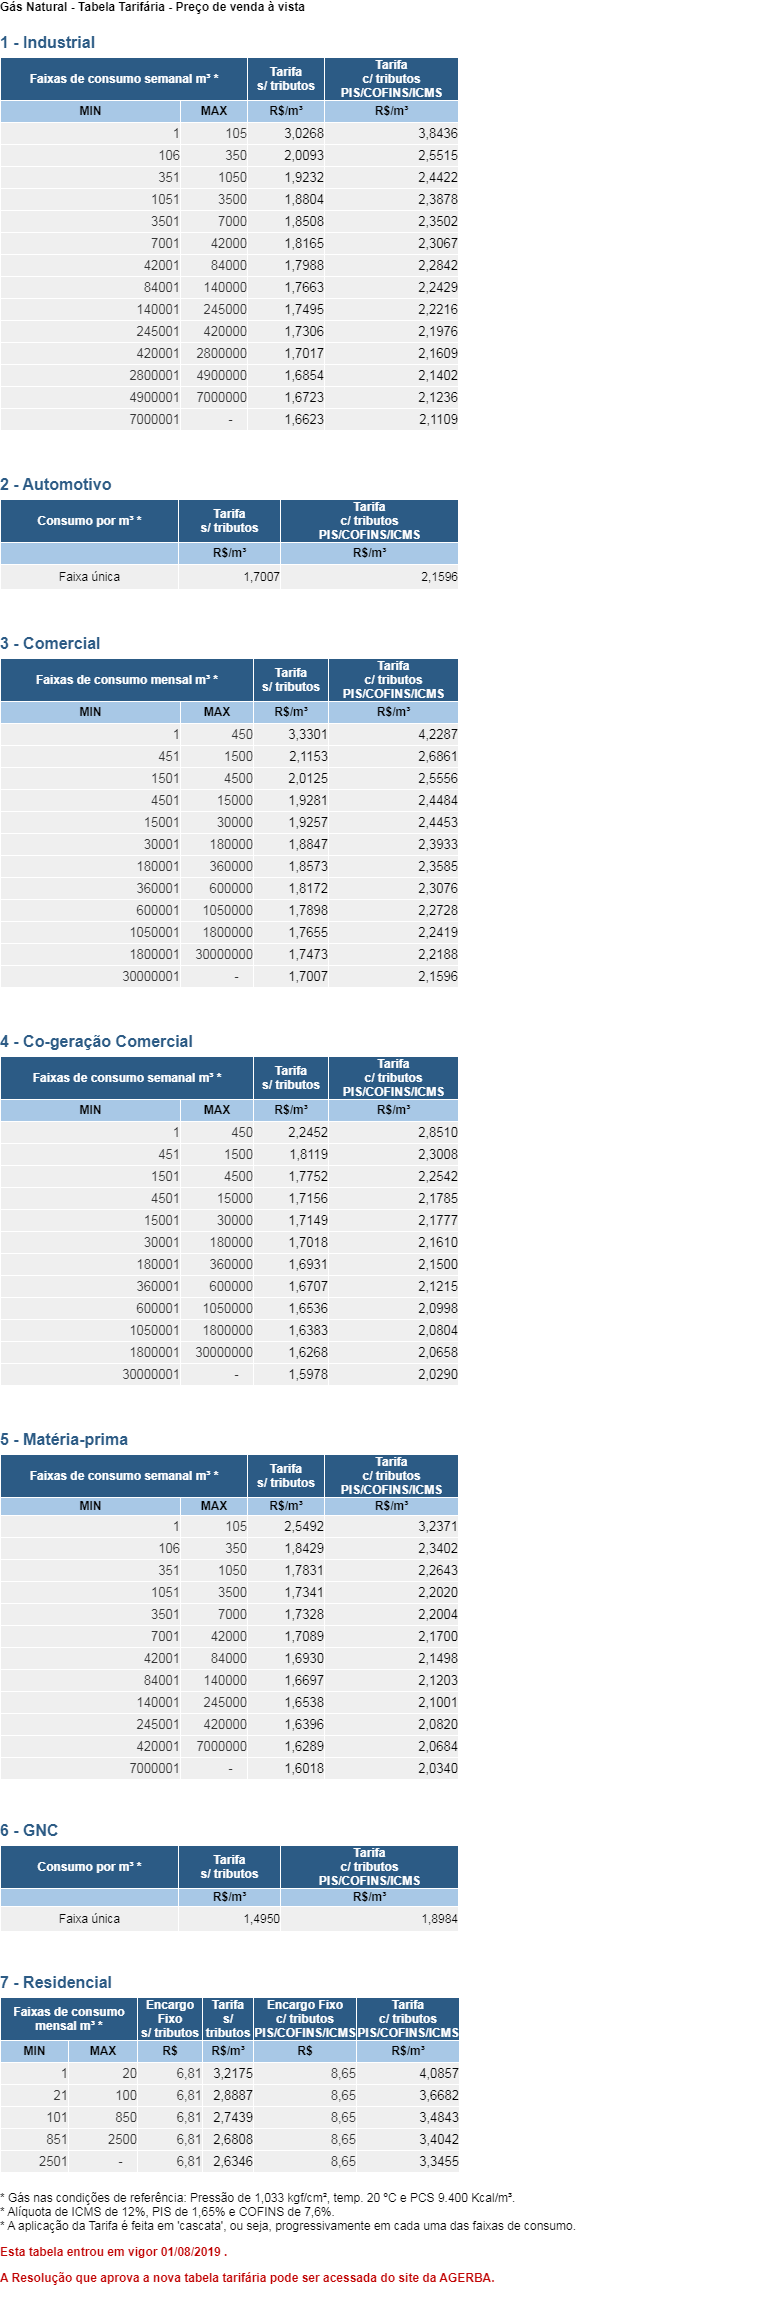 Gás Natural - Tabela Tarifária - Preço de venda à vista
1 - Industrial
Faixas de consumo semanal m³ * Tarifa s/ tributos Tarifa c/ tributos PIS/COFINS/ICMS
MIN MAX R$/m³ R$/m³
1 105 3,0268 3,8436
106 350 2,0093 2,5515
351 1050 1,9232 2,4422
1051 3500 1,8804 2,3878
3501 7000 1,8508 2,3502
7001 42000 1,8165 2,3067
42001 84000 1,7988 2,2842
84001 140000 1,7663 2,2429
140001 245000 1,7495 2,2216
245001 420000 1,7306 2,1976
420001 2800000 1,7017 2,1609
2800001 4900000 1,6854 2,1402
4900001 7000000 1,6723 2,1236
7000001 - 1,6623 2,1109
2 - Automotivo
Consumo por m³ * Tarifa s/ tributos Tarifa c/ tributos PIS/COFINS/ICMS
R$/m³ R$/m³
Faixa única 1,7007 2,1596
3 - Comercial
Faixas de consumo mensal m³ * Tarifa s/ tributos Tarifa c/ tributos PIS/COFINS/ICMS
MIN MAX R$/m³ R$/m³
1 450 3,3301 4,2287
451 1500 2,1153 2,6861
1501 4500 2,0125 2,5556
4501 15000 1,9281 2,4484
15001 30000 1,9257 2,4453
30001 180000 1,8847 2,3933
180001 360000 1,8573 2,3585
360001 600000 1,8172 2,3076
600001 1050000 1,7898 2,2728
1050001 1800000 1,7655 2,2419
1800001 30000000 1,7473 2,2188
30000001 - 1,7007 2,1596
4 - Co-geração Comercial
Faixas de consumo semanal m³ * Tarifa s/ tributos Tarifa c/ tributos PIS/COFINS/ICMS
MIN MAX R$/m³ R$/m³
1 450 2,2452 2,8510
451 1500 1,8119 2,3008
1501 4500 1,7752 2,2542
4501 15000 1,7156 2,1785
15001 30000 1,7149 2,1777
30001 180000 1,7018 2,1610
180001 360000 1,6931 2,1500
360001 600000 1,6707 2,1215
600001 1050000 1,6536 2,0998
1050001 1800000 1,6383 2,0804
1800001 30000000 1,6268 2,0658
30000001 - 1,5978 2,0290
5 - Matéria-prima
Faixas de consumo semanal m³ * Tarifa s/ tributos Tarifa c/ tributos PIS/COFINS/ICMS
MIN MAX R$/m³ R$/m³
1 105 2,5492 3,2371
106 350 1,8429 2,3402
351 1050 1,7831 2,2643
1051 3500 1,7341 2,2020
3501 7000 1,7328 2,2004
7001 42000 1,7089 2,1700
42001 84000 1,6930 2,1498
84001 140000 1,6697 2,1203
140001 245000 1,6538 2,1001
245001 420000 1,6396 2,0820
420001 7000000 1,6289 2,0684
7000001 - 1,6018 2,0340
6 - GNC
Consumo por m³ * Tarifa s/ tributos Tarifa c/ tributos PIS/COFINS/ICMS
R$/m³ R$/m³
Faixa única 1,4950 1,8984
7 - Residencial
Faixas de consumo mensal m³ * Encargo Fixo s/ tributos Tarifa s/ tributos Encargo Fixo c/ tributos PIS/COFINS/ICMS Tarifa c/ tributos PIS/COFINS/ICMS
MIN MAX R$ R$/m³ R$ R$/m³
1 20 6,81 3,2175 8,65 4,0857
21 100 6,81 2,8887 8,65 3,6682
101 850 6,81 2,7439 8,65 3,4843
851 2500 6,81 2,6808 8,65 3,4042
2501 - 6,81 2,6346 8,65 3,3455
* Gás nas condições de referência: Pressão de 1,033 kgf/cm², temp. 20 ºC e PCS 9.400 Kcal/m³.
* Alíquota de ICMS de 12%, PIS de 1,65% e COFINS de 7,6%.
* A aplicação da Tarifa é feita em 'cascata', ou seja, progressivamente em cada uma das faixas de consumo.
Esta tabela entrou em vigor 01/08/2019 .
A Resolução que aprova a nova tabela tarifária pode ser acessada do site da AGERBA.